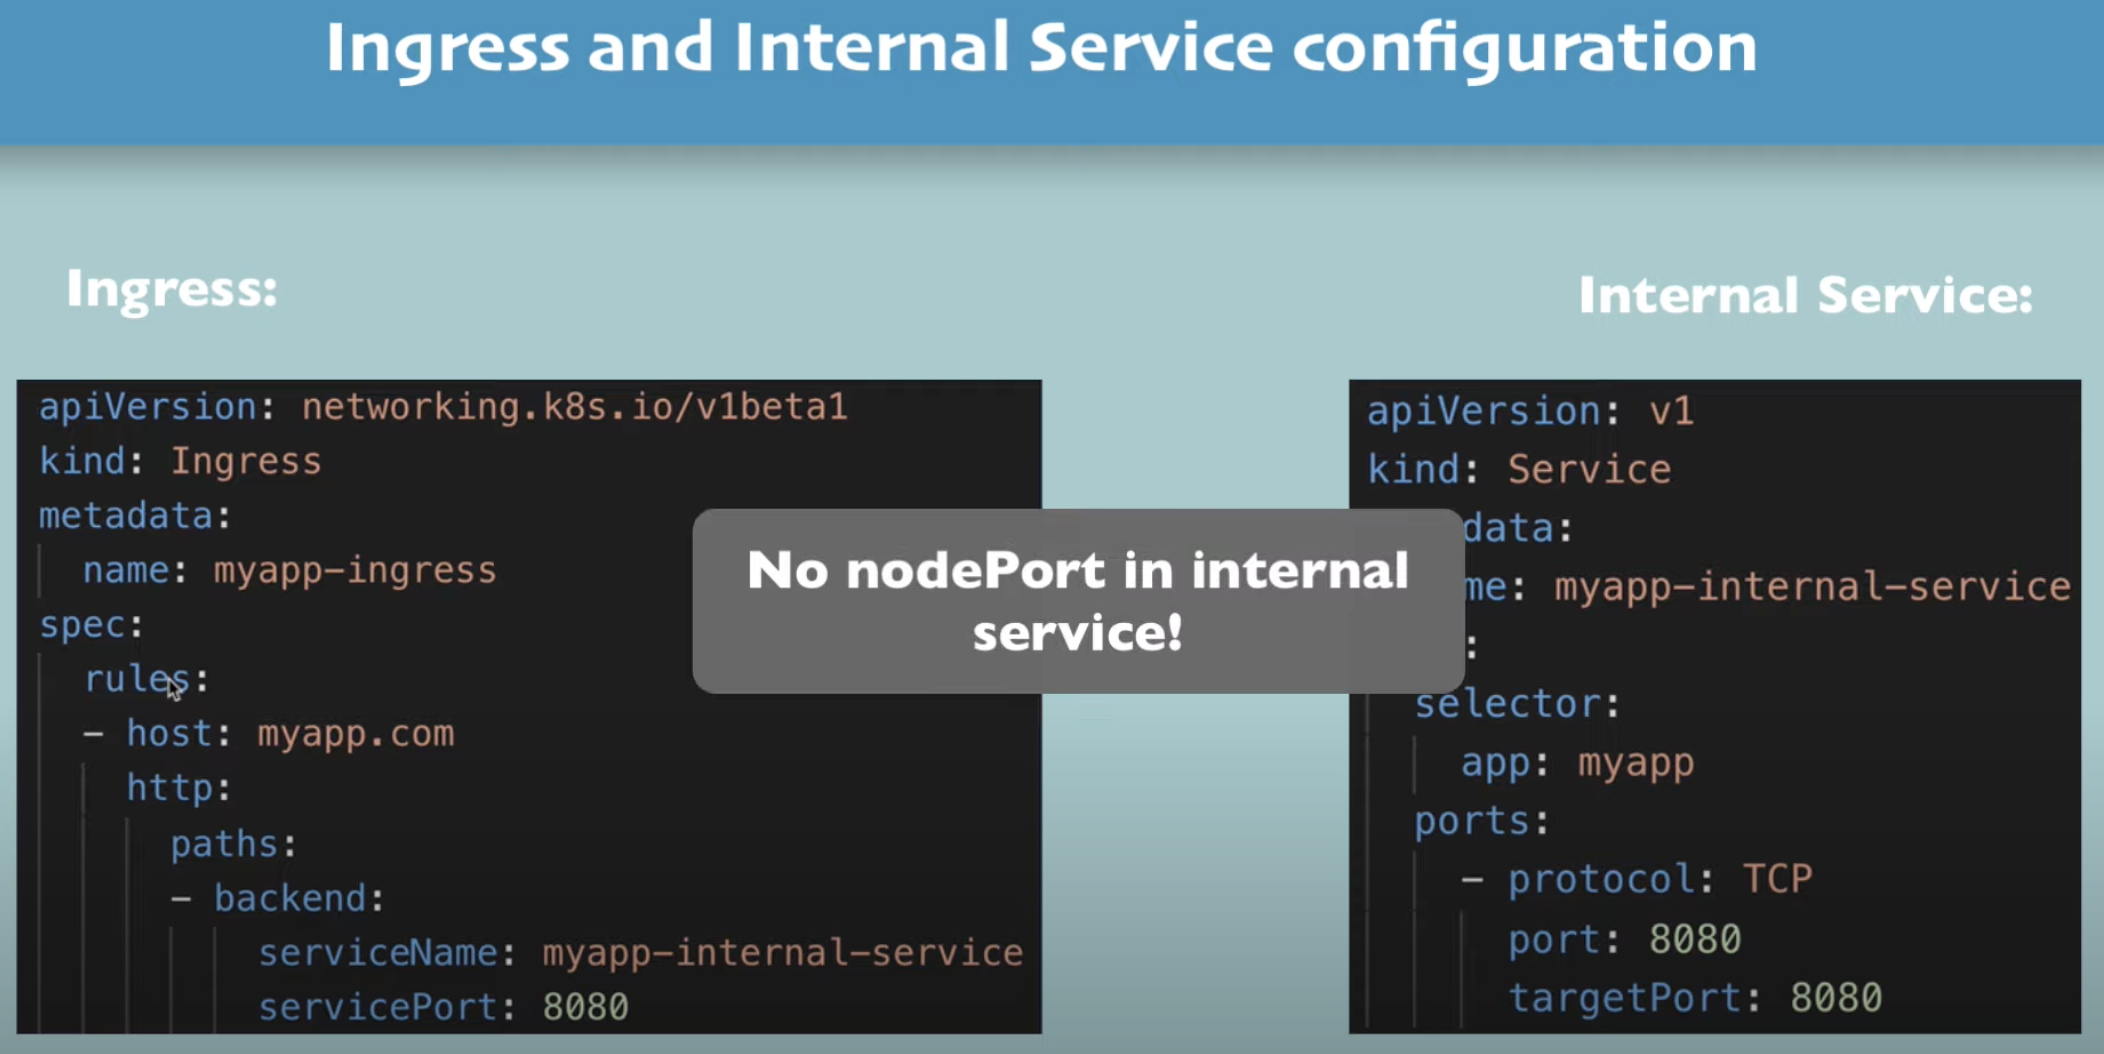 Ingress and Internal Service configuration
Ingress:
apiVersion: networking.k8s.io/v1beta1
kind: Ingress
metadata:
name: myapp-ingress
spec:
rules:
- host: myapp.com
http:
paths:
- backend:
serviceName: myapp-internal-service
servicePort: 8080
No nodePort in internal
service!
Internal Service:
apiVersion: v1
kind: Service
data:
me: myapp-internal-service
:
selector:
app: myapp
ports:
- protocol: TCP
port: 8080
targetPort: 8080